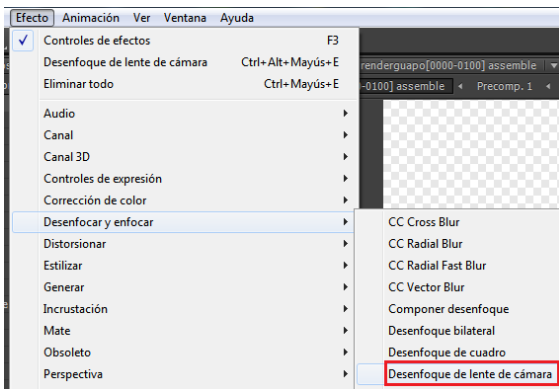 Efecto Animación Ver Ventana Ayuda
Controles de efectos F3
Desenfoque de lente de cámara Ctrl+Alt+Mayús+E
renderguapo[0000-0100] assemble
Eliminar todo Ctrl+Mayús+E
0-0100] assemble Precomp. 1
Audio
Canal
Canal 3D
Controles de expresión
Corrección de color
Desenfocar y enfocar
CC Cross Blur
Distorsionar
CC Radial Blur
Estilizar
CC Radial Fast Blur
Generar
CC Vector Blur
Incrustación
Componer desenfoque
Mate
Desenfoque bilateral
Obsoleto
Desenfoque de cuadro
Perspectiva
Desenfoque de lente de cámara